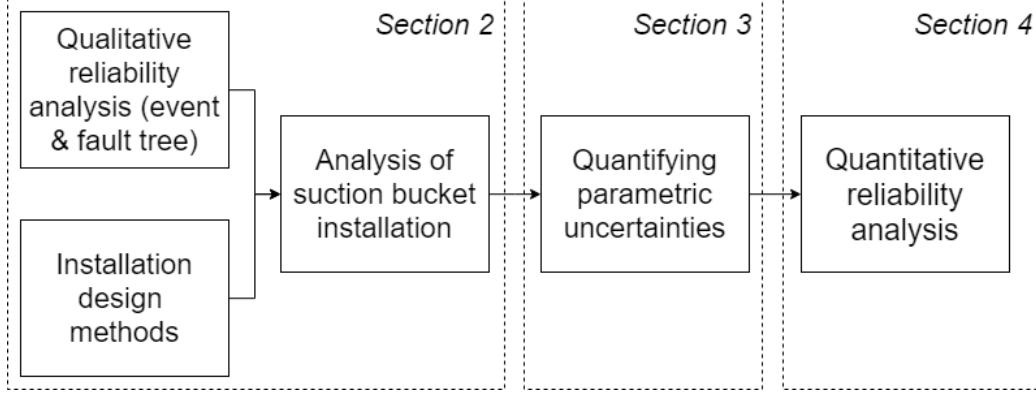 Section 2
Qualitative
reliability
analysis (event
& fault tree)
Installation
design
methods
Analysis of
suction bucket
installation
Section 3
Quantifying
parametric
uncertainties
Section 4
Quantitative
reliability
analysis